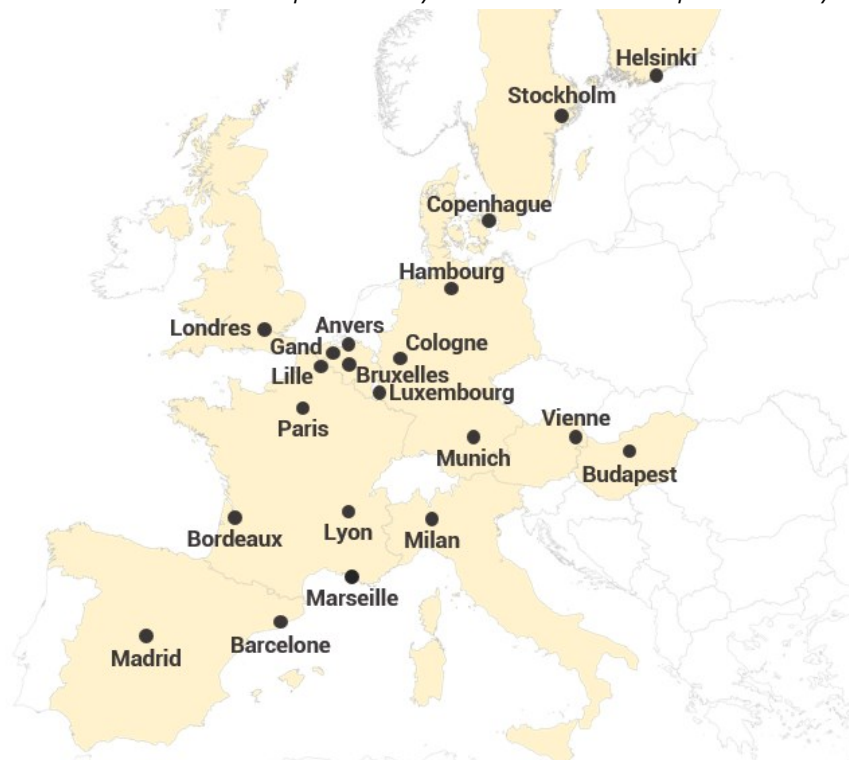 Helsinki
Stockholm
Copenhague
Hambourg
Londres
Anvers
Gand
Cologne
Lille
Bruxelles
Luxembourg
Paris
Vienne
Munich
Budapest
Bordeaux
Lyon
Milan
Marseille
Barcelone
Madrid